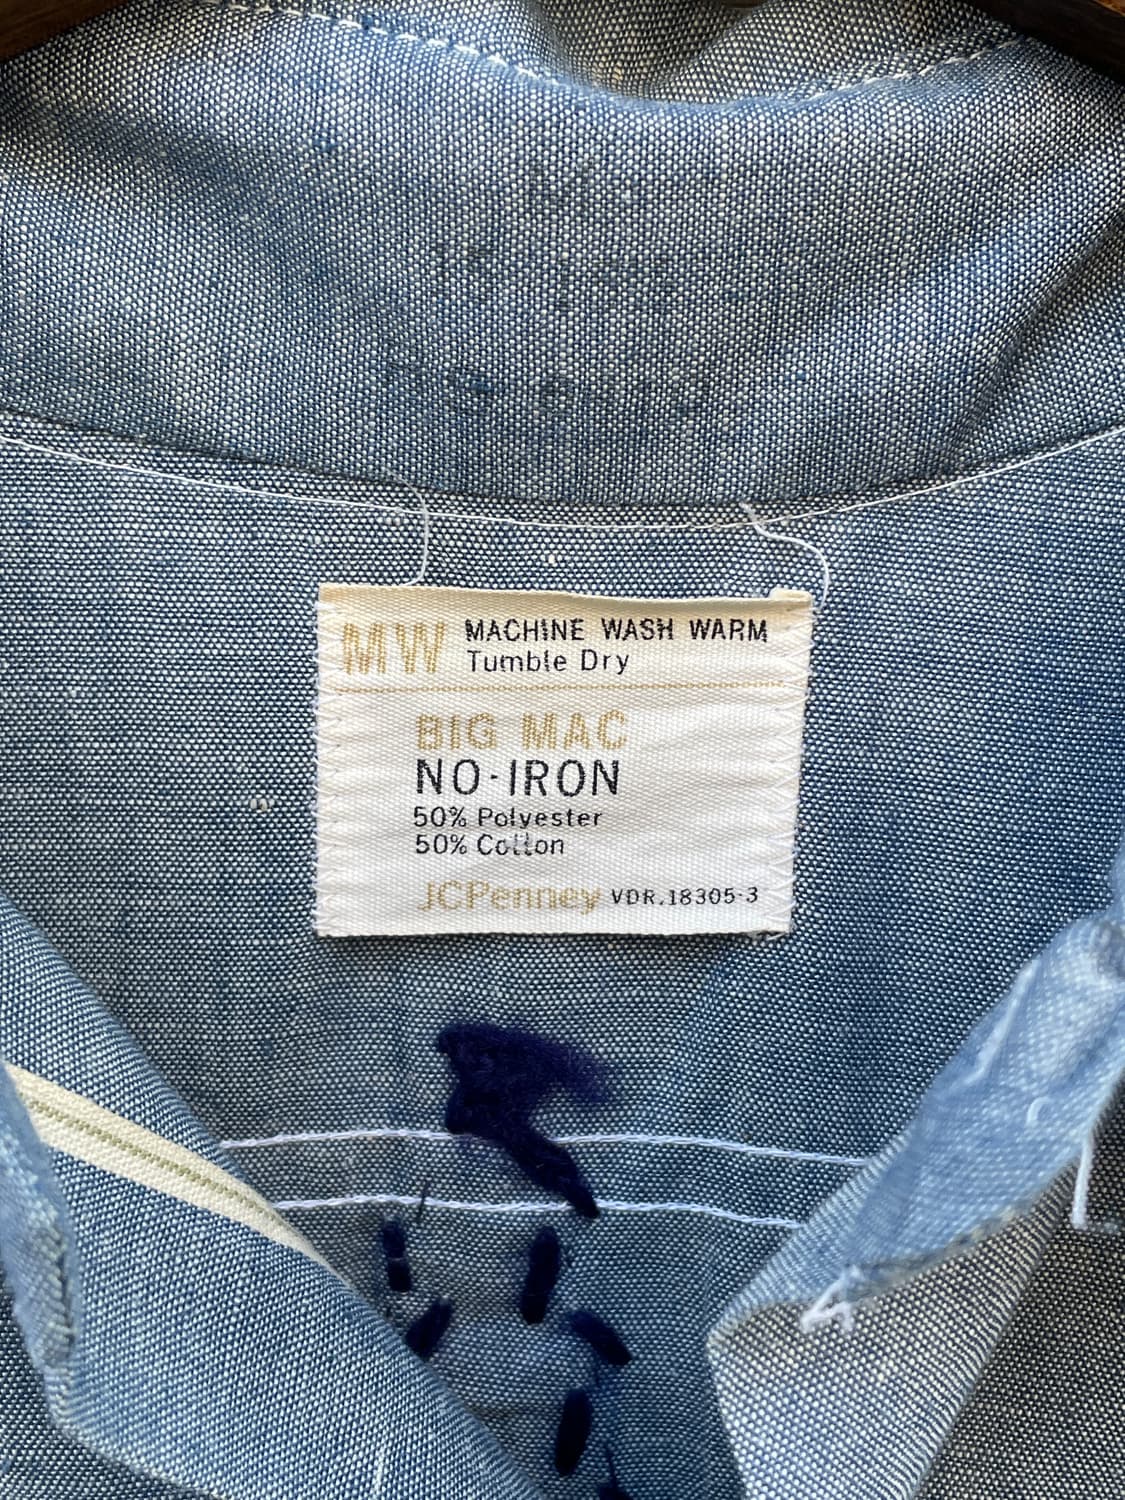 MW MACHINE WASH WARM
Tumble Dry
BIG MAC
NO-IRON
50% Polyester
50% Cotton
JCPenney VDR.18305-3